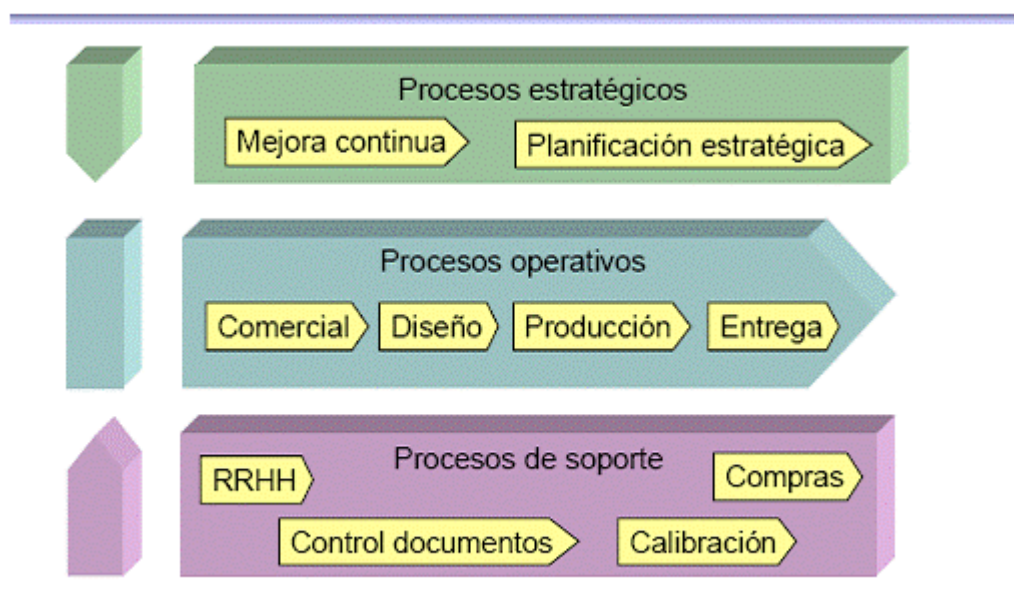 Procesos estratégicos
Mejora continua
Planificación estratégica
Procesos operativos
Comercial
Diseño
Producción
Entrega
Procesos de soporte
RRHH
Compras
Control documentos
Calibración